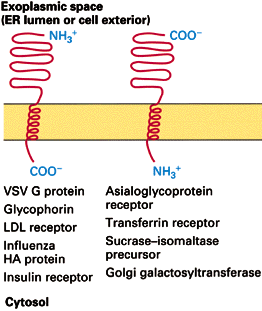 Exoplasmic space
(ER lumen or cell exterior)
NH₃⁺
COO⁻
COO⁻
NH₃⁺
VSV G protein
Glycophorin
LDL receptor
Influenza
HA protein
Insulin receptor
Asialoglycoprotein
receptor
Transferrin receptor
Sucrase–isomaltase
precursor
Golgi galactosyltransferase
Cytosol